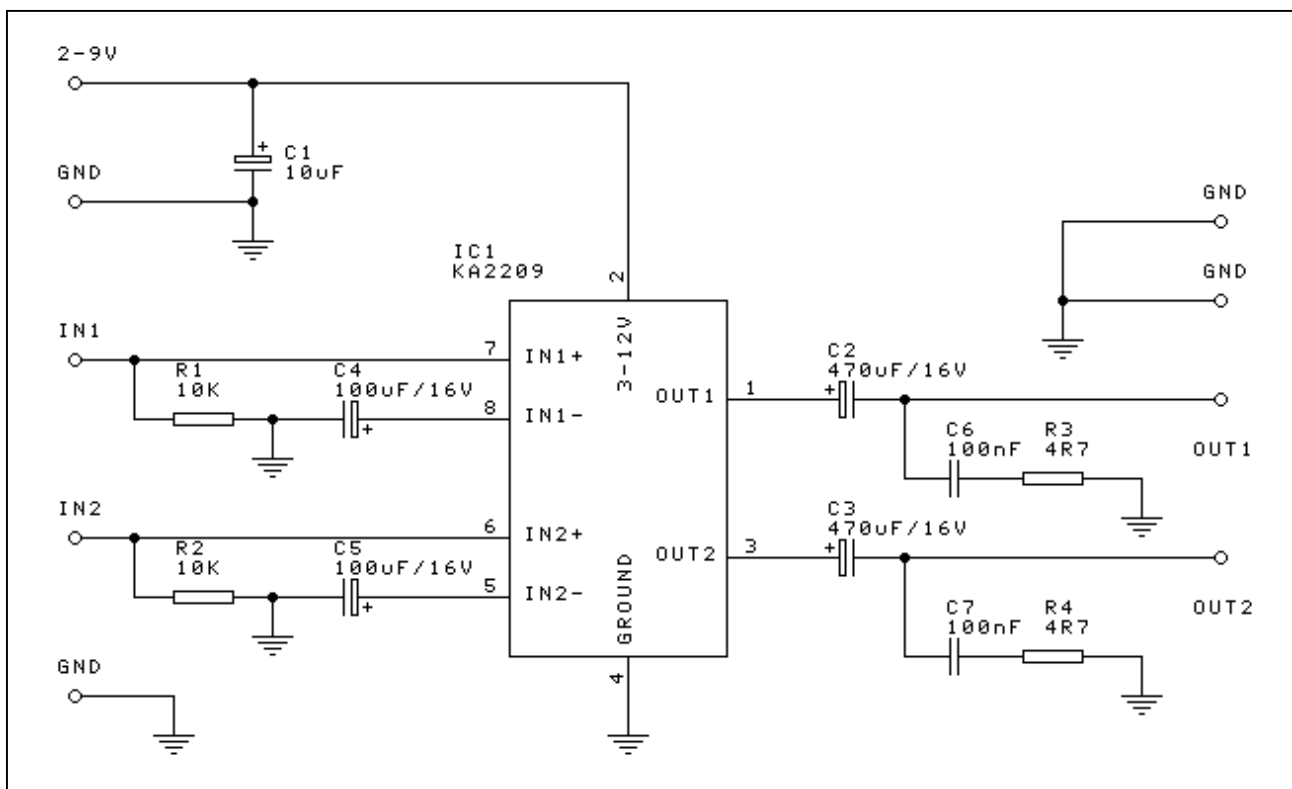 2-9V
+
C1
10uF
GND
GND
GND
IC1
KA2209
2
3-12V
IN1
7
IN1+
R1
10K
C4
100uF/16V
+
8
IN1-
OUT1
1
C2
470uF/16V
+
C6
100nF
R3
4R7
OUT1
IN2
6
IN2+
R2
10K
C5
100uF/16V
+
5
IN2-
OUT2
3
C3
470uF/16V
+
C7
100nF
R4
4R7
OUT2
GROUND
4
GND